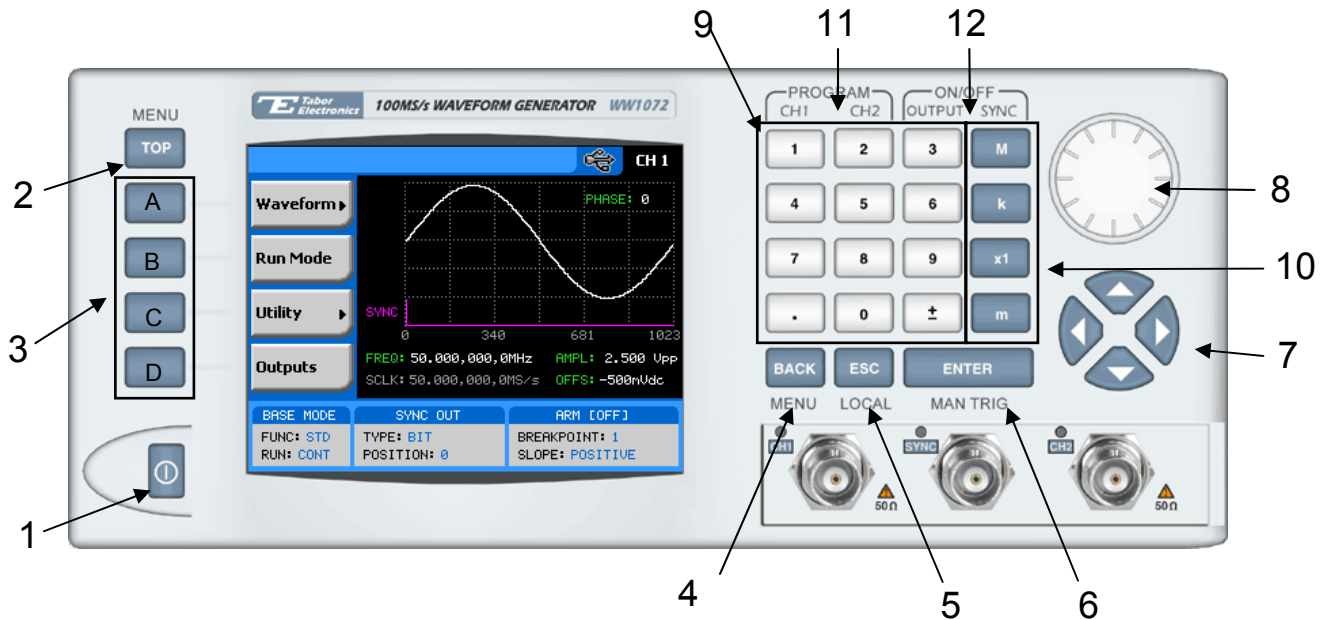 9 11 12
PROGRAM ON/OFF
CH1 CH2 OUTPUT SYNC
MENU
Tabor Electronics 100MS/s WAVEFORM GENERATOR WW1072
TOP
2
A
B
C
D
3
1
CH 1
Waveform
Run Mode
Utility
Outputs
PHASE: 0
SYNC
0 340 681 1023
FREQ: 50.000,000,0MHz AMPL: 2.500 Vpp
SCLK: 50.000,000,0MS/s OFFS: -500mVdc
BASE MODE SYNC OUT ARM [OFF]
FUNC: STD TYPE: BIT BREAKPOINT: 1
RUN: CONT POSITION: 0 SLOPE: POSITIVE
1 2 3 M
4 5 6 k
7 8 9 x1
. 0 ± m
BACK ESC ENTER
MENU LOCAL MAN TRIG
8
10
7
CH1 SYNC CH2
50Ω 50Ω
4 5 6